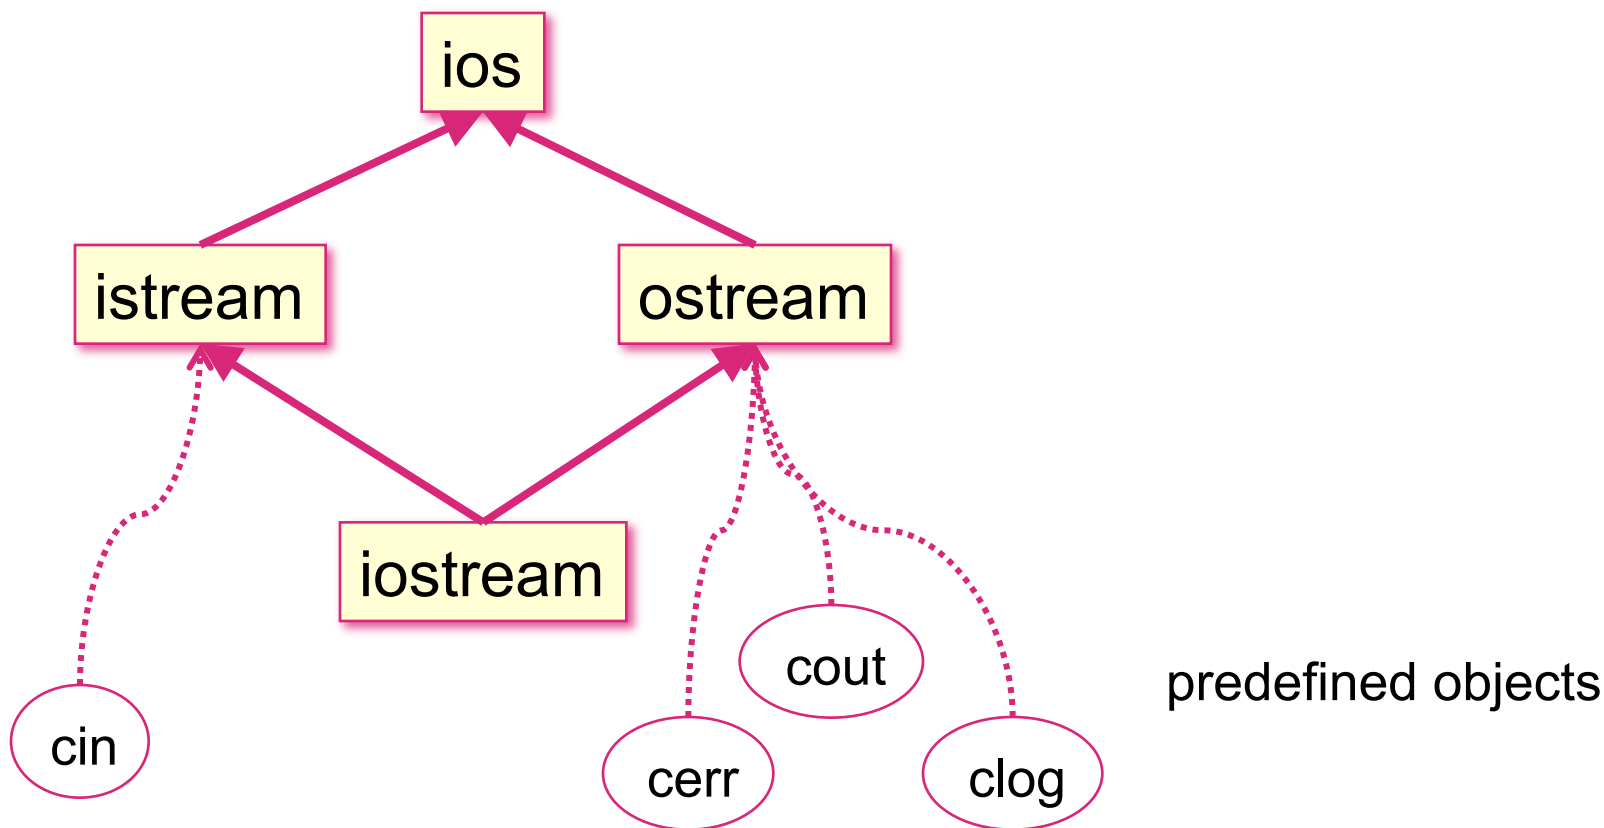 ios
istream
ostream
iostream
cout
predefined objects
cin
cerr
clog